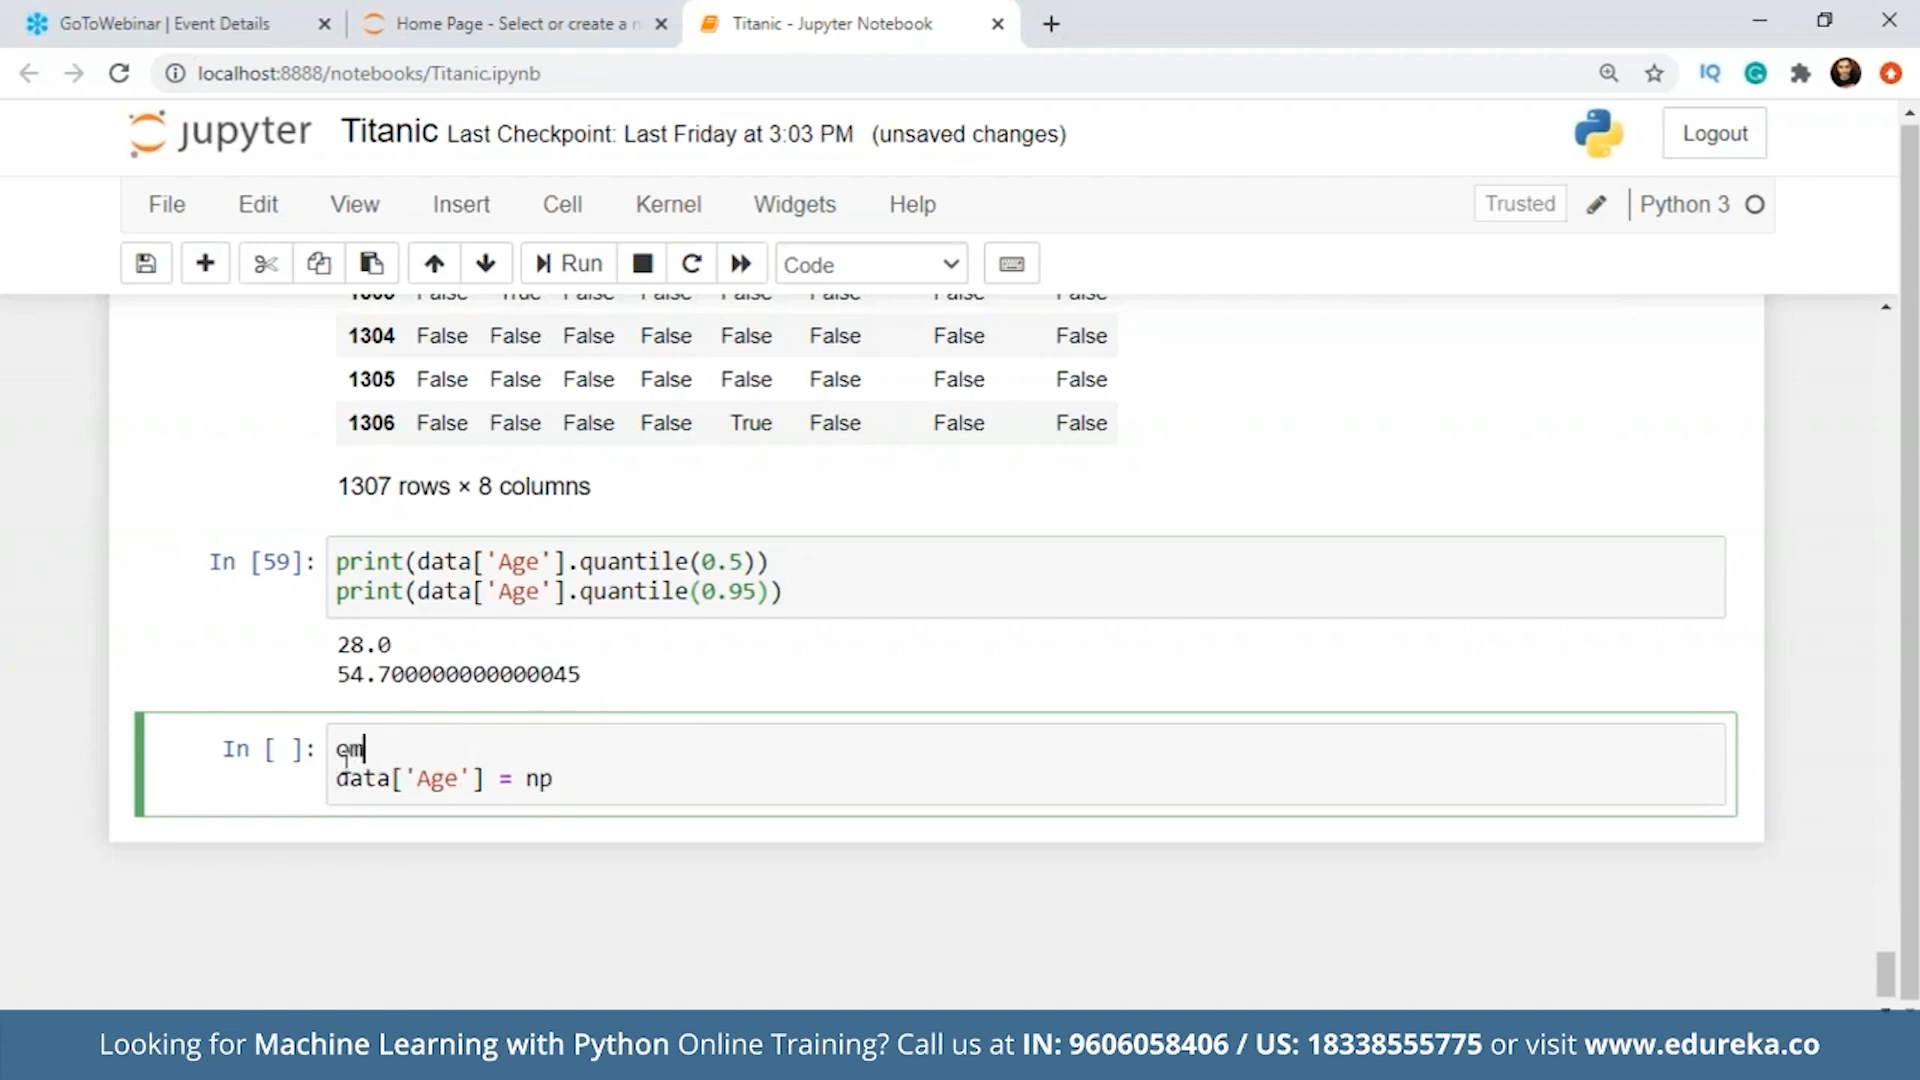 GoToWebinar | Event Details
Home Page - Select or create a n
Titanic - Jupyter Notebook
localhost:8888/notebooks/Titanic.ipynb
IQ
jupyter Titanic Last Checkpoint: Last Friday at 3:03 PM (unsaved changes)
Logout
File Edit View Insert Cell Kernel Widgets Help
Trusted
Python 3
Run
Code
1304 False False False False False False False False
1305 False False False False False False False False
1306 False False False False True False False False
1307 rows × 8 columns
In [59]: print(data['Age'].quantile(0.5))
print(data['Age'].quantile(0.95))
28.0
54.700000000000045
In [ ]:
data['Age'] = np
Looking for Machine Learning with Python Online Training? Call us at IN: 9606058406 / US: 18338555775 or visit www.edureka.co